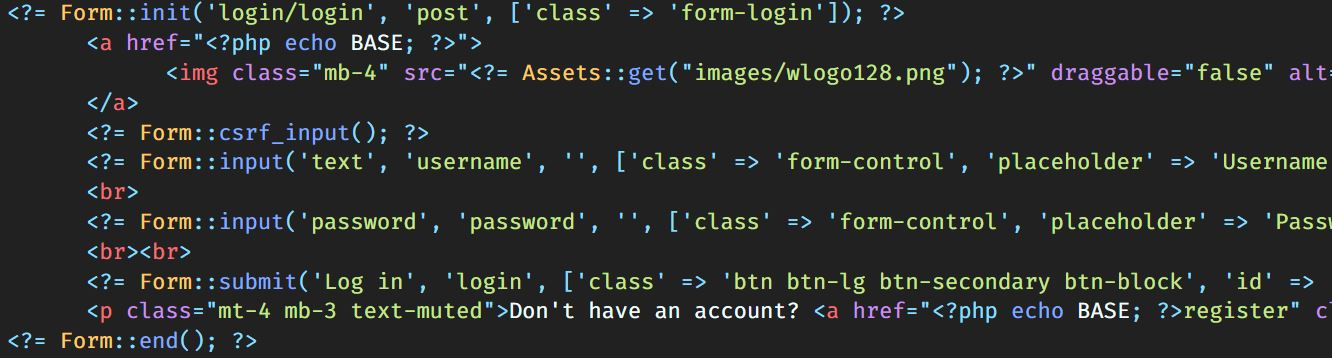 <?= Form::init('login/login', 'post', ['class' => 'form-login']); ?>
<a href="<?php echo BASE; ?>">
<img class="mb-4" src="<?= Assets::get("images/wlogo128.png"); ?>" draggable="false" alt=
</a>
<?= Form::csrf_input(); ?>
<?= Form::input('text', 'username', '', ['class' => 'form-control', 'placeholder' => 'Username
<br>
<?= Form::input('password', 'password', '', ['class' => 'form-control', 'placeholder' => 'Passw
<br><br>
<?= Form::submit('Log in', 'login', ['class' => 'btn btn-lg btn-secondary btn-block', 'id' =>
<p class="mt-4 mb-3 text-muted">Don't have an account? <a href="<?php echo BASE; ?>register" cl
<?= Form::end(); ?>